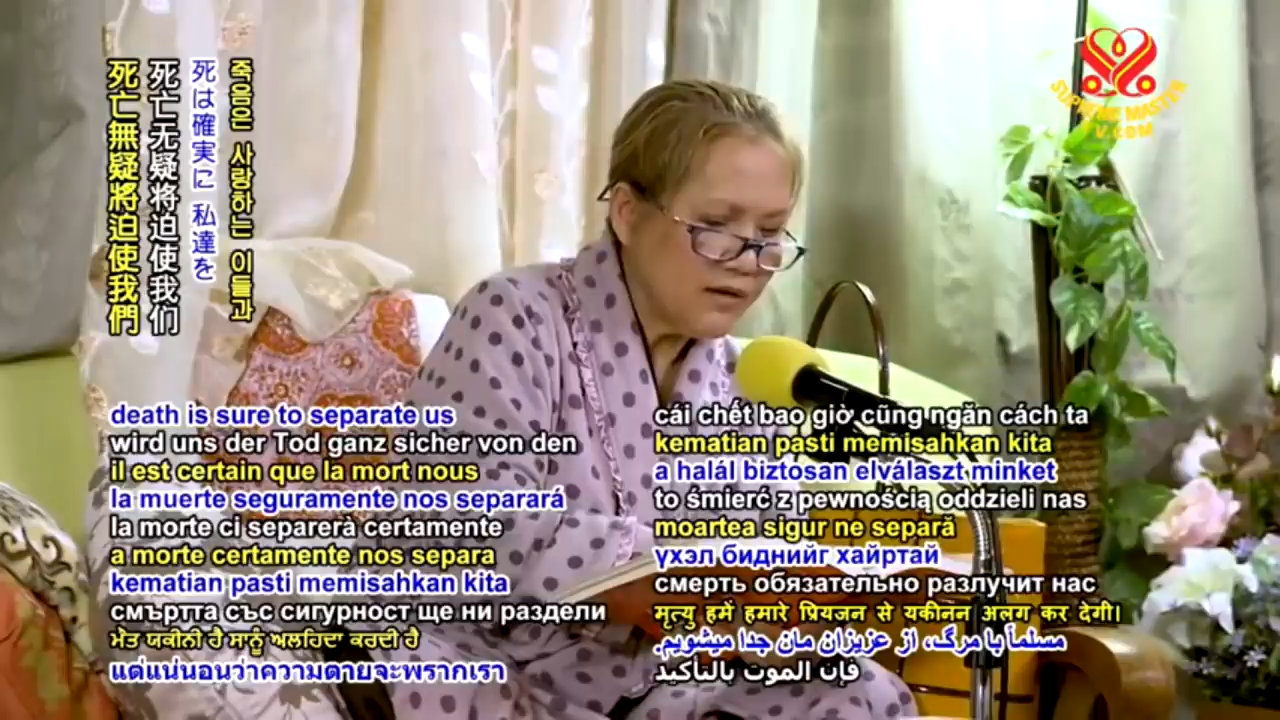 SUPREME MASTER
TV.COM
죽음은 사랑하는 이들과
死は確実に 私達を
死亡无疑将迫使我们
死亡無疑將迫使我們
death is sure to separate us
wird uns der Tod ganz sicher von den
il est certain que la mort nous
la muerte seguramente nos separará
la morte ci separerà certamente
a morte certamente nos separa
kematian pasti memisahkan kita
смъртта със сигурност ще ни раздели
ਮੌਤ ਯਕੀਨੀ ਹੈ ਸਾਨੂੰ ਅਲਹਿਦਾ ਕਰਦੀ ਹੈ
แต่แน่นอนว่าความตายจะพรากเรา
cái chết bao giờ cũng ngăn cách ta
kematian pasti memisahkan kita
a halál biztosan elválaszt minket
to śmierć z pewnością oddzieli nas
moartea sigur ne separă
үхэл биднийг хайртай
смерть обязательно разлучит нас
मृत्यु हमें हमारे प्रियजन से यकीनन अलग कर देगी।
مسلماً با مرگ، از عزیزان مان جدا میشویم.
فإن الموت بالتأكيد